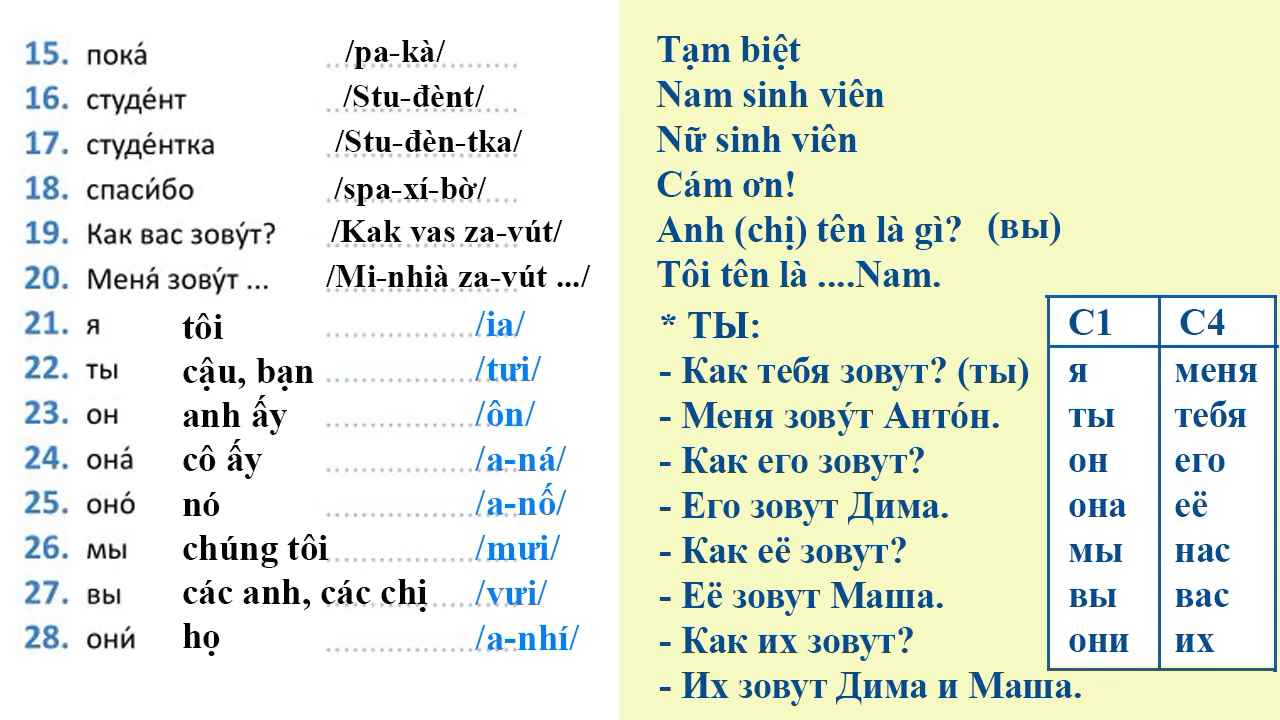 15. пока́ /pa-kà/ Tạm biệt
16. студе́нт /Stu-đènt/ Nam sinh viên
17. студе́нтка /Stu-đèn-tka/ Nữ sinh viên
18. спаси́бо /spa-xí-bờ/ Cám ơn!
19. Как вас зову́т? /Kak vas za-vút/ Anh (chị) tên là gì? (вы)
20. Меня́ зову́т ... /Mi-nhià za-vút .../ Tôi tên là ....Nam.
21. я tôi /ia/
22. ты cậu, bạn /tưi/
23. он anh ấy /ôn/
24. она́ cô ấy /a-ná/
25. оно́ nó /a-nố/
26. мы chúng tôi /mưi/
27. вы các anh, các chị /vưi/
28. они́ họ /a-nhí/
* ТЫ:
- Как тебя зовут? (ты)
- Меня зову́т Анто́н.
- Как его зовут?
- Его зовут Дима.
- Как её зовут?
- Её зовут Маша.
- Как их зовут?
- Их зовут Дима и Маша.
C1 C4
я меня
ты тебя
он его
она её
мы нас
вы вас
они их